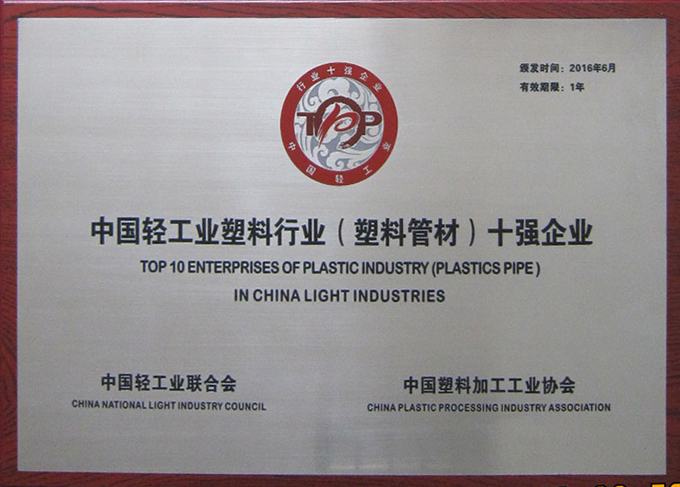 颁发时间：2016年6月
有效期限：1年
行业十强企业
TOP
中国轻工业
中国轻工业塑料行业（塑料管材）十强企业
TOP 10 ENTERPRISES OF PLASTIC INDUSTRY (PLASTICS PIPE)
IN CHINA LIGHT INDUSTRIES
中国轻工业联合会
CHINA NATIONAL LIGHT INDUSTRY COUNCIL
中国塑料加工工业协会
CHINA PLASTIC PROCESSING INDUSTRY ASSOCIATION